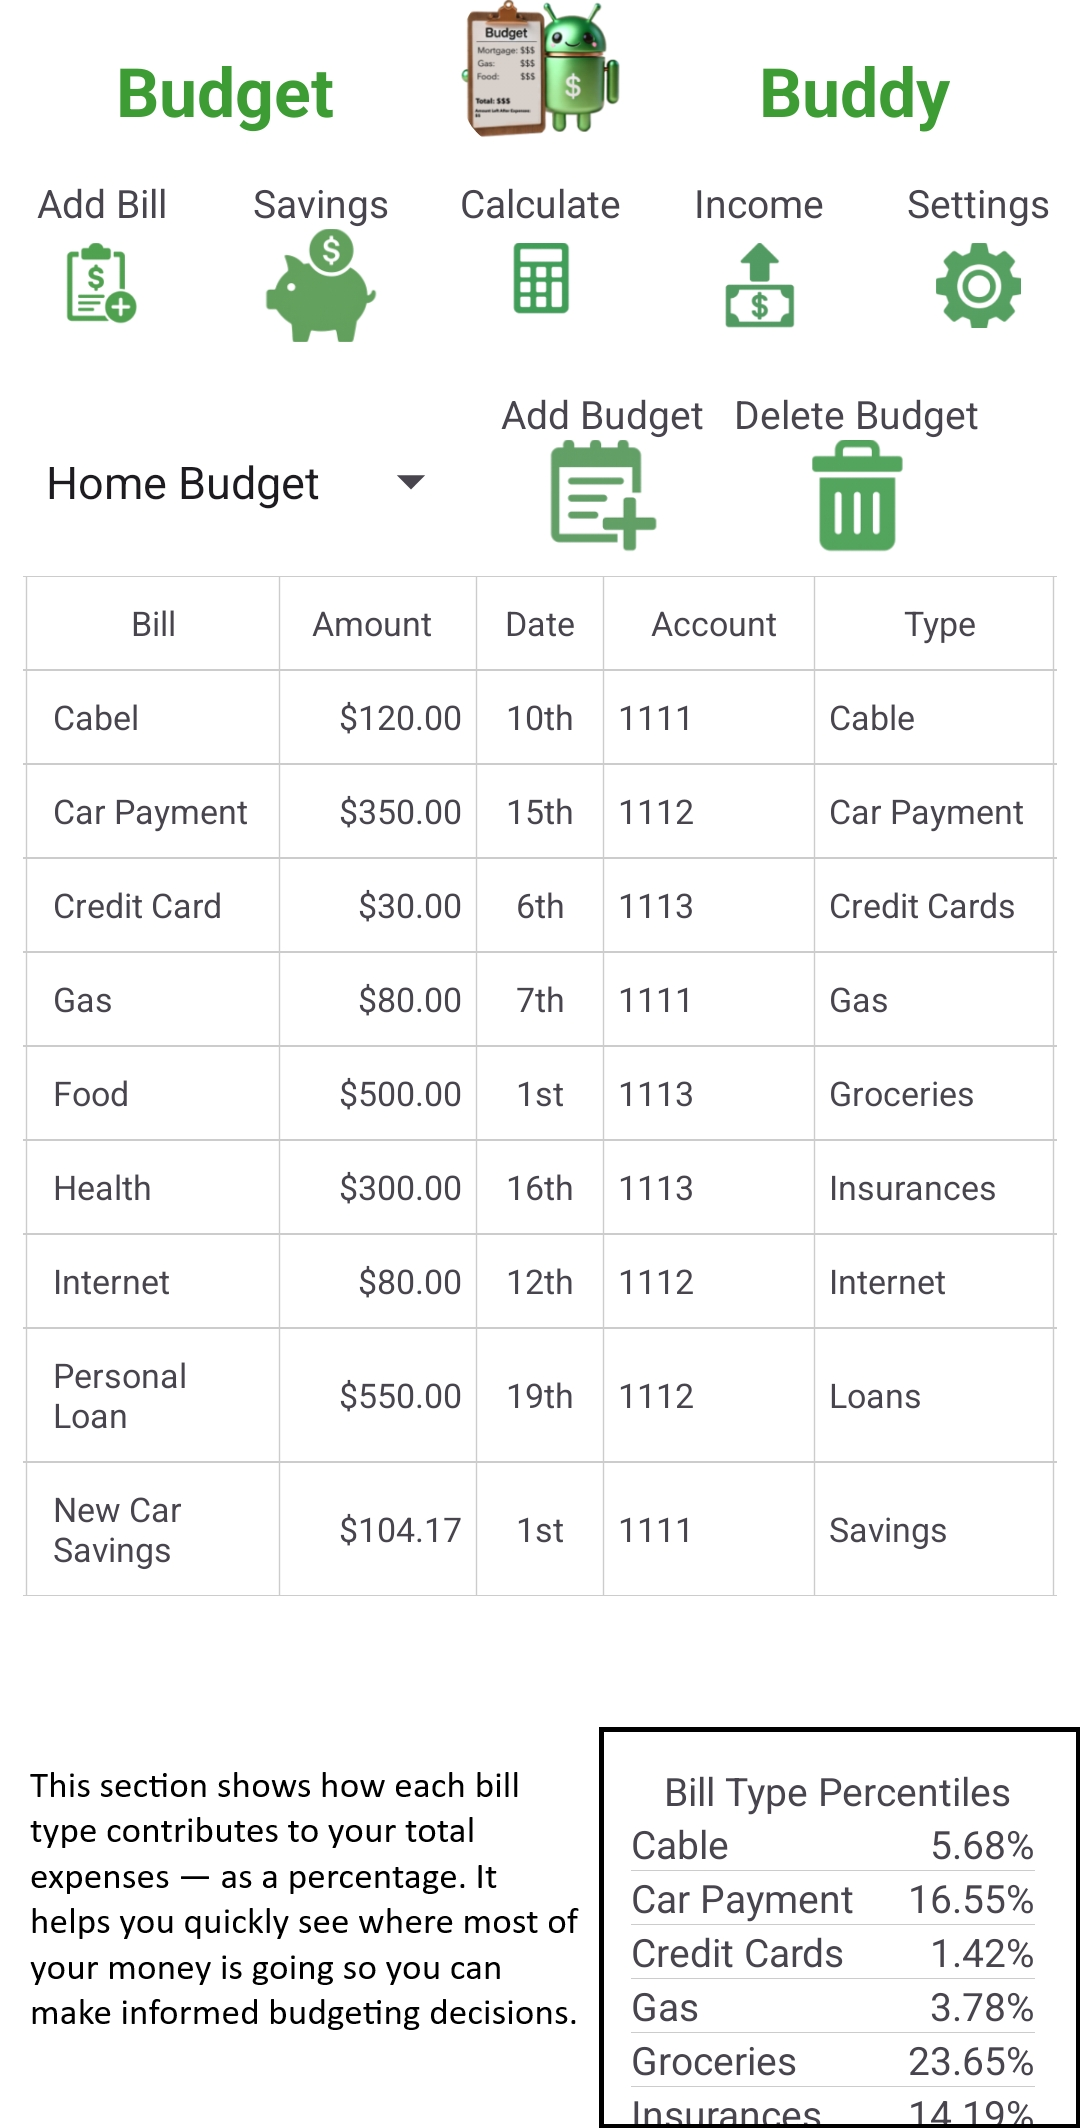 Budget
Budget
Mortgage: $$$
Gas: $$$
Food: $$$
Total: $$$
Amount Left After Expenses:
$$
$
Buddy
Add Bill Savings Calculate Income Settings
$ $ $
Home Budget
Add Budget Delete Budget
Bill Amount Date Account Type
Cabel $120.00 10th 1111 Cable
Car Payment $350.00 15th 1112 Car Payment
Credit Card $30.00 6th 1113 Credit Cards
Gas $80.00 7th 1111 Gas
Food $500.00 1st 1113 Groceries
Health $300.00 16th 1113 Insurances
Internet $80.00 12th 1112 Internet
Personal
Loan $550.00 19th 1112 Loans
New Car
Savings $104.17 1st 1111 Savings
This section shows how each bill
type contributes to your total
expenses — as a percentage. It
helps you quickly see where most of
your money is going so you can
make informed budgeting decisions.
Bill Type Percentiles
Cable 5.68%
Car Payment 16.55%
Credit Cards 1.42%
Gas 3.78%
Groceries 23.65%
Insurances 14.19%